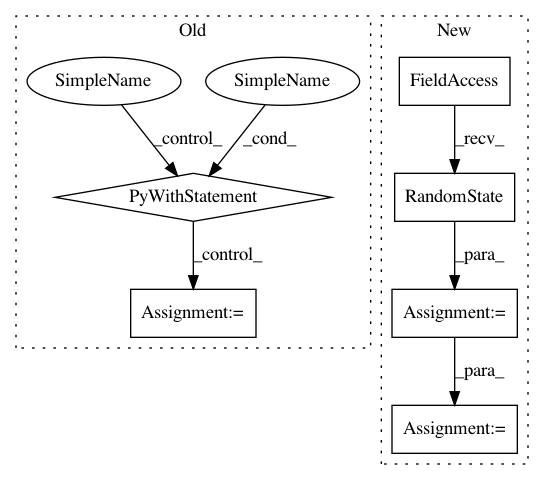 Old
New
SimpleName
SimpleName
FieldAccess
_control_
_cond_
_recv_
PyWithStatement
RandomState
_control_
_para_
Assignment:=
Assignment:=
_para_
Assignment:=